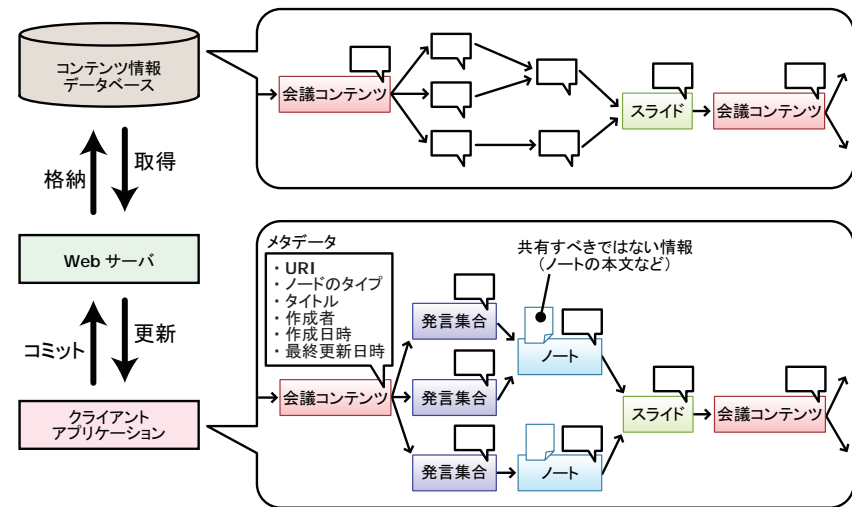 コンテンツ情報
データベース
会議コンテンツ
スライド
会議コンテンツ
格納
取得
Web サーバ
コミット
更新
クライアント
アプリケーション
メタデータ
・URI
・ノードのタイプ
・タイトル
・作成者
・作成日時
・最終更新日時
共有すべきではない情報
（ノートの本文など）
会議コンテンツ
発言集合
発言集合
発言集合
ノート
ノート
スライド
会議コンテンツ